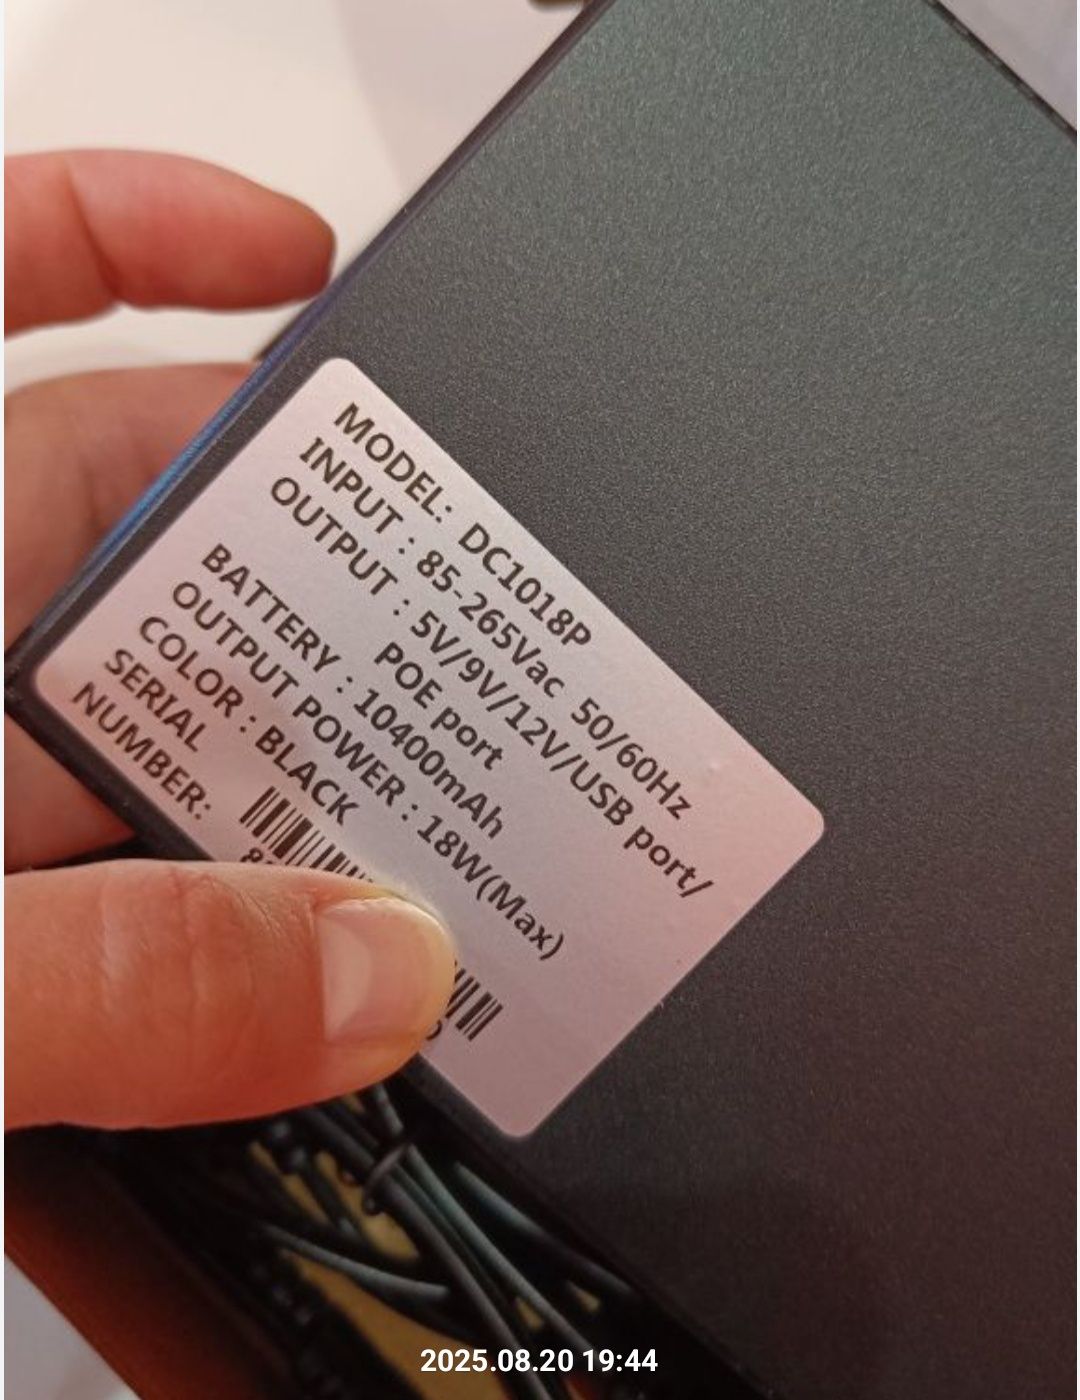 MODEL: DC1018P
INPUT : 85-265Vac 50/60Hz
OUTPUT : 5V/9V/12V/USB port/
POE port
BATTERY : 10400mAh
OUTPUT POWER : 18W(Max)
COLOR : BLACK
SERIAL
NUMBER:
2025.08.20 19:44